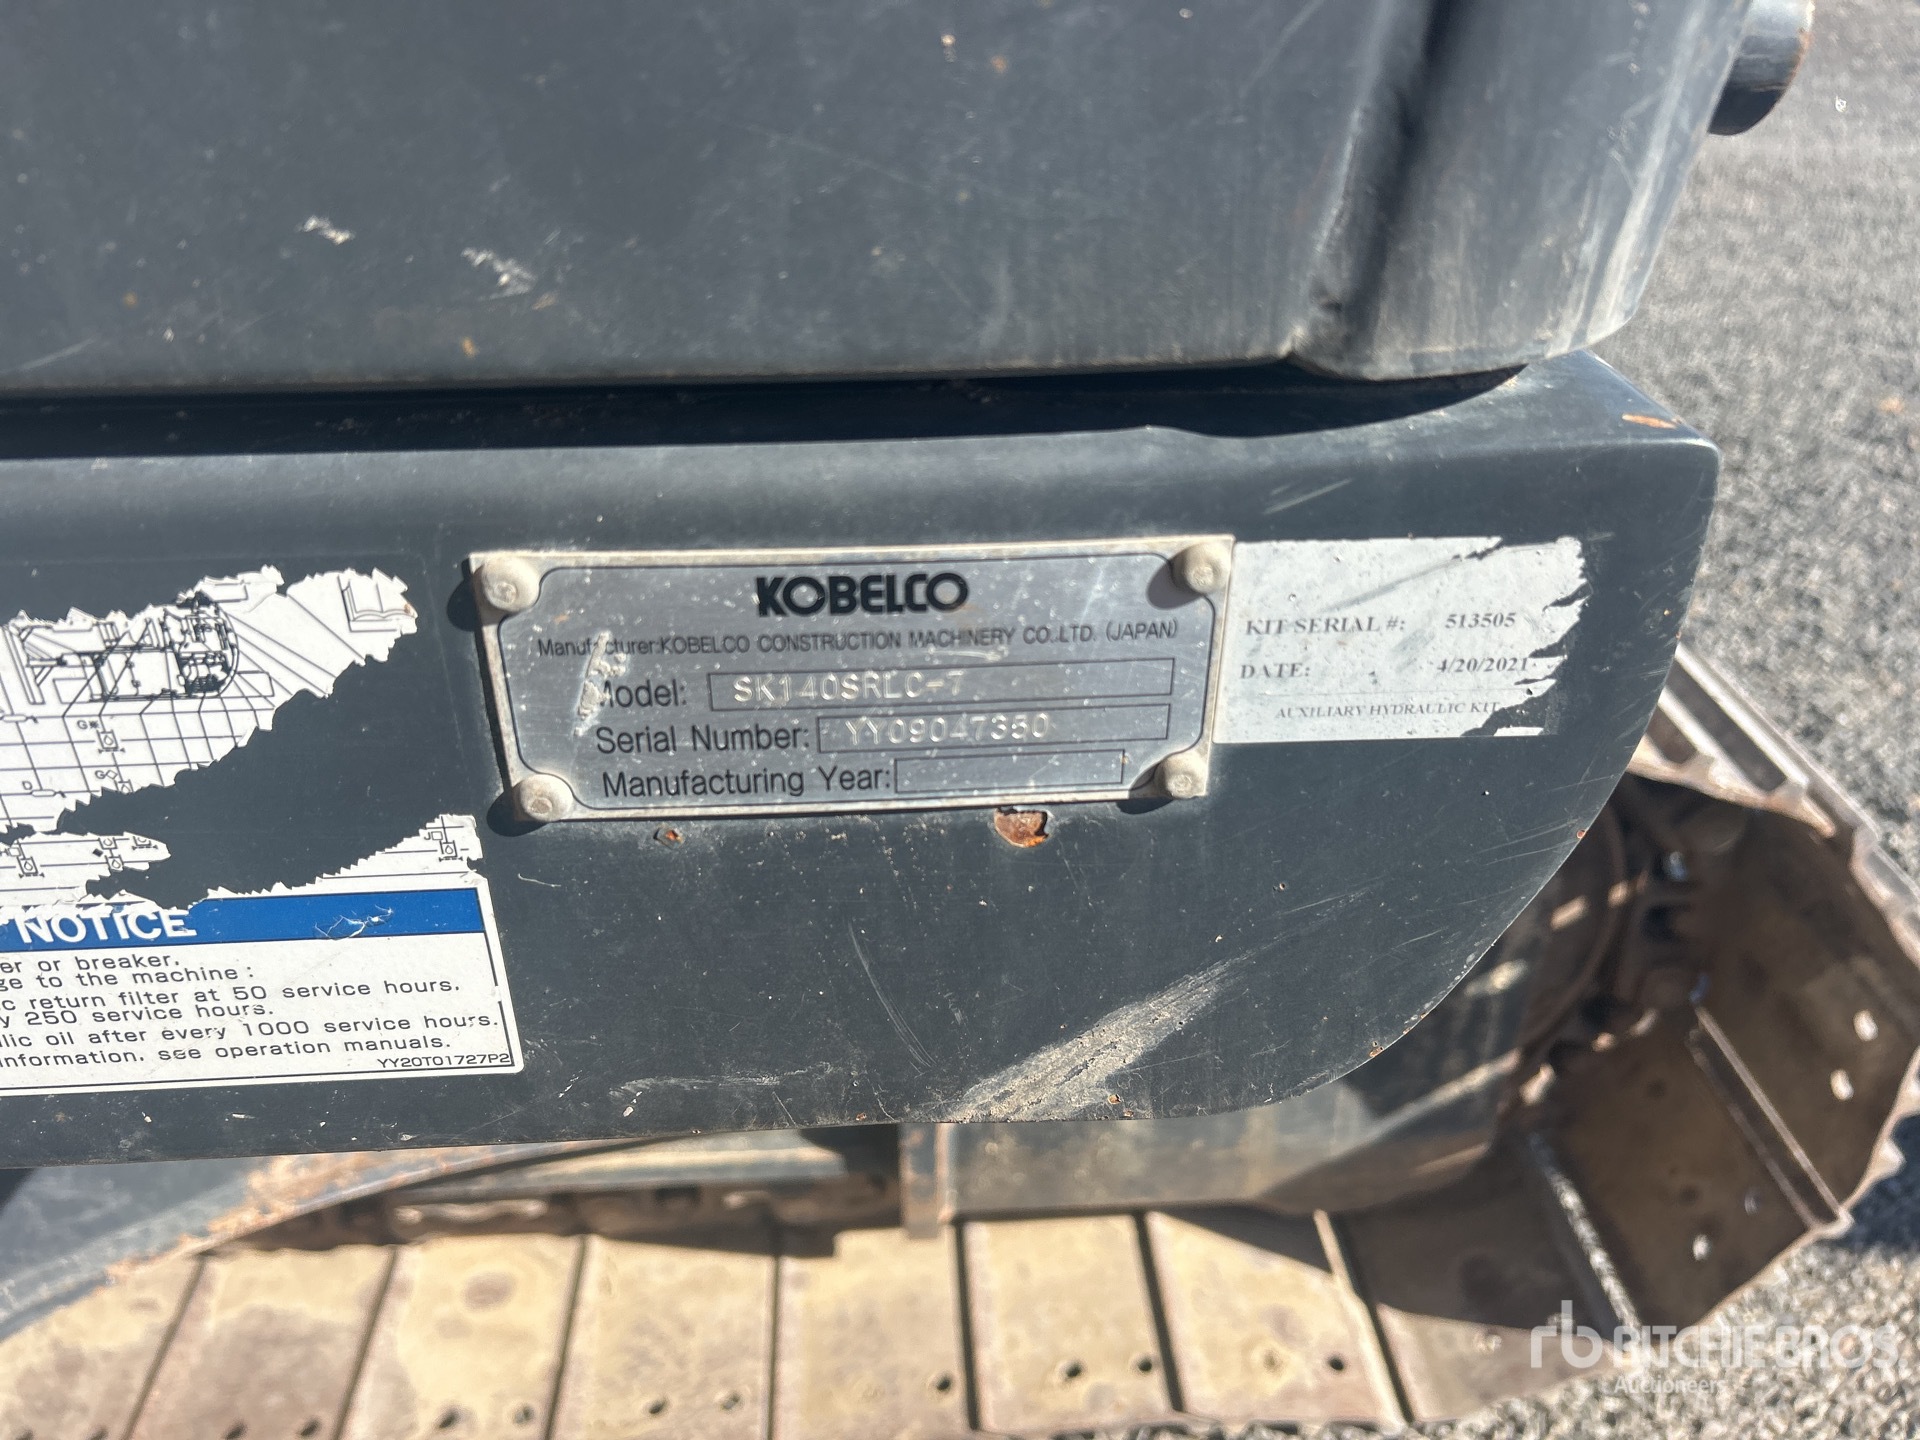 KOBELCO
Manuf cturer:KOBELCO CONSTRUCTION MACHINERY CO.,LTD. (JAPAN)
Model: SK140SRLC-7
Serial Number: YY09047350
Manufacturing Year:
KIT SERIAL #: 513505
DATE: 4/20/2021
AUXILIARY HYDRAULIC KIT
NOTICE
er or breaker.
ge to the machine :
c return filter at 50 service hours,
y 250 service hours.
lic oil after every 1000 service hours.
information, see operation manuals.
YY20T01727P2
rb RITCHIE BROS.
Auctioneers